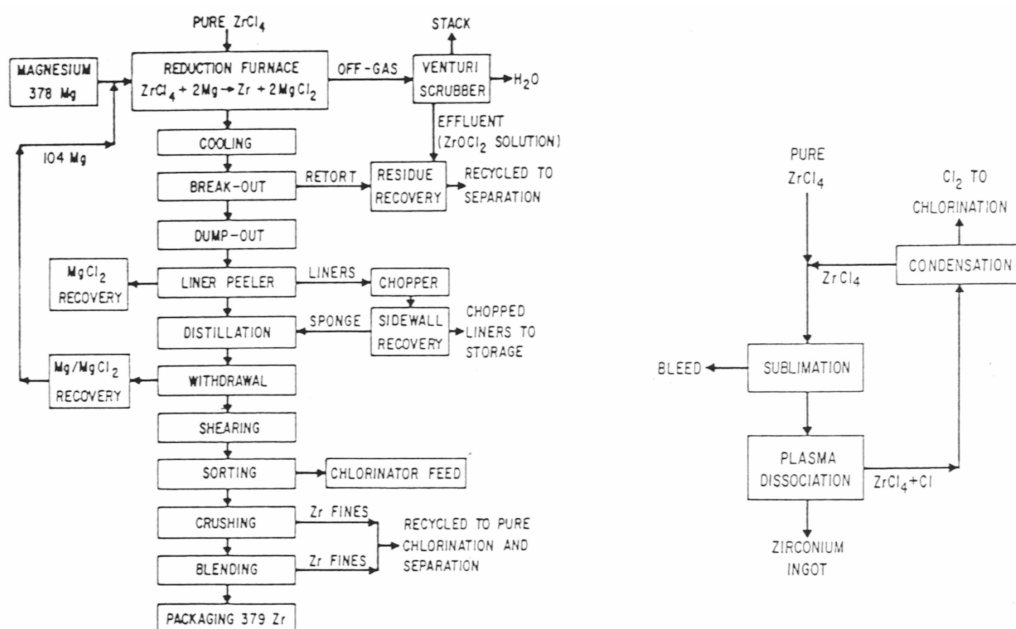 PURE ZrCl4
STACK
MAGNESIUM
378 Mg
REDUCTION FURNACE
ZrCl4 + 2Mg → Zr + 2MgCl2
OFF-GAS
VENTURI
SCRUBBER
H2O
EFFLUENT
(ZrOCl2 SOLUTION)
104 Mg
COOLING
BREAK-OUT
RETORT
RESIDUE
RECOVERY
RECYCLED TO
SEPARATION
DUMP-OUT
MgCl2
RECOVERY
LINER PEELER
LINERS
CHOPPER
DISTILLATION
SPONGE
SIDEWALL
RECOVERY
CHOPPED
LINERS TO
STORAGE
Mg/MgCl2
RECOVERY
WITHDRAWAL
SHEARING
SORTING
CHLORINATOR FEED
CRUSHING
Zr FINES
RECYCLED TO PURE
CHLORINATION AND
SEPARATION
BLENDING
Zr FINES
PACKAGING 379 Zr
PURE
ZrCl4
Cl2 TO
CHLORINATION
CONDENSATION
ZrCl4
BLEED
SUBLIMATION
PLASMA
DISSOCIATION
ZrCl4+Cl
ZIRCONIUM
INGOT